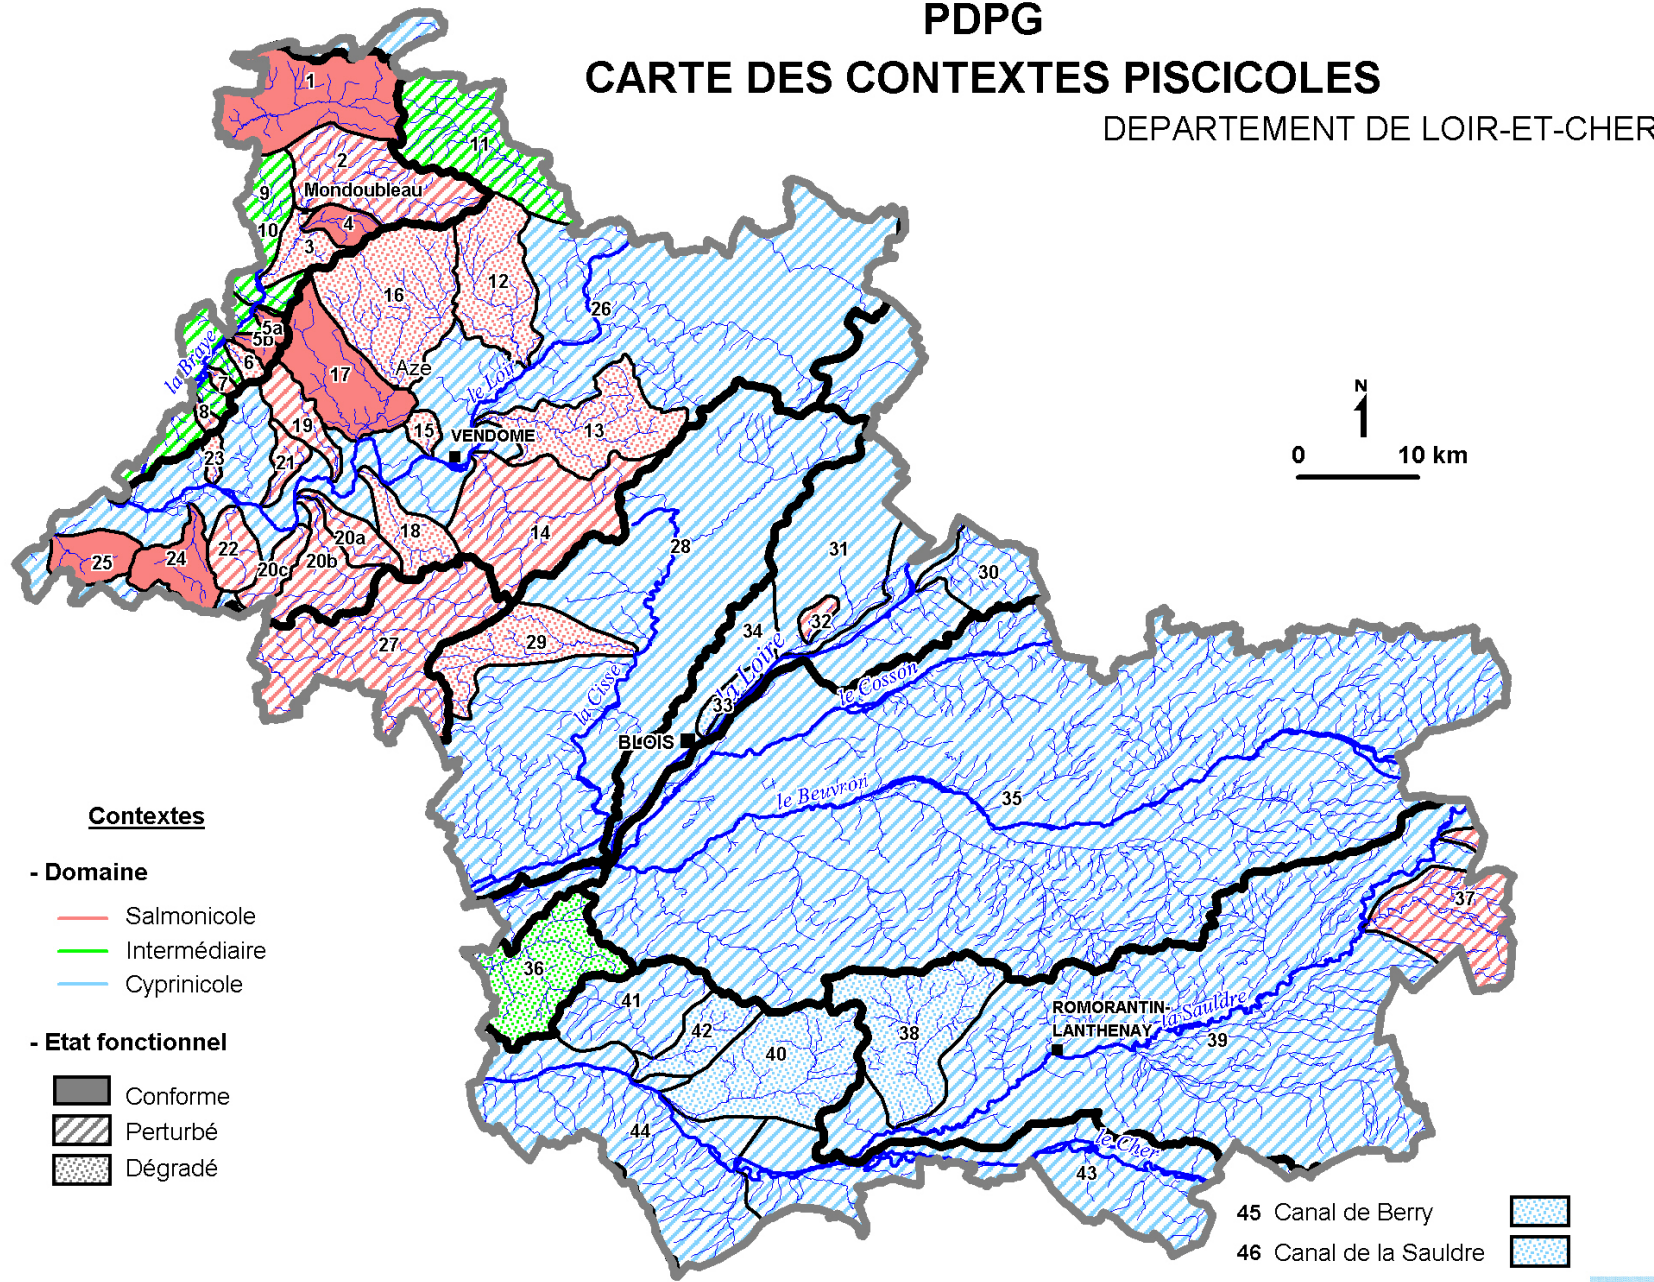 PDPG
CARTE DES CONTEXTES PISCICOLES
DEPARTEMENT DE LOIR-ET-CHER
1
2
11
Mondoubleau
9
4
10
3
16
12
26
5a
5b
la Braye
6
7
17
Azé
le Loir
8
19
15
VENDOME
13
23
21
N
0 10 km
18
14
20a
28
31
25
24
22
20c
20b
30
27
29
34
32
la Loire
le Cosson
la Cisse
33
BLOIS
le Beuvron
35
37
36
41
42
40
38
ROMORANTIN-
LANTHENAY
la Sauldre
39
44
le Cher
43
Contextes
- Domaine
Salmonicole
Intermédiaire
Cyprinicole
- Etat fonctionnel
Conforme
Perturbé
Dégradé
45 Canal de Berry
46 Canal de la Sauldre